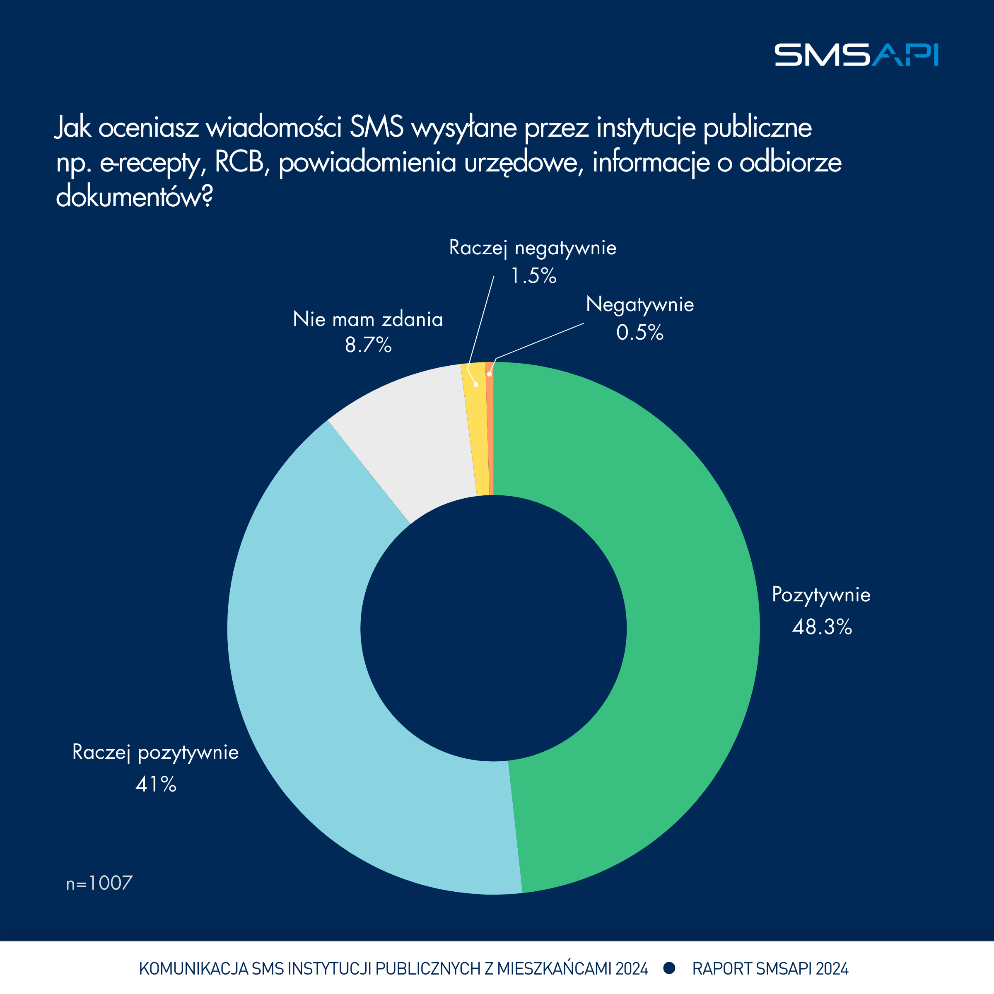 SMSAPI
Jak oceniasz wiadomości SMS wysyłane przez instytucje publiczne
np. e-recepty, RCB, powiadomienia urzędowe, informacje o odbiorze
dokumentów?
Raczej negatywnie
1.5%
Negatywnie
0.5%
Nie mam zdania
8.7%
Pozytywnie
48.3%
Raczej pozytywnie
41%
n=1007
KOMUNIKACJA SMS INSTYTUCJI PUBLICZNYCH Z MIESZKAŃCAMI 2024 ● RAPORT SMSAPI 2024